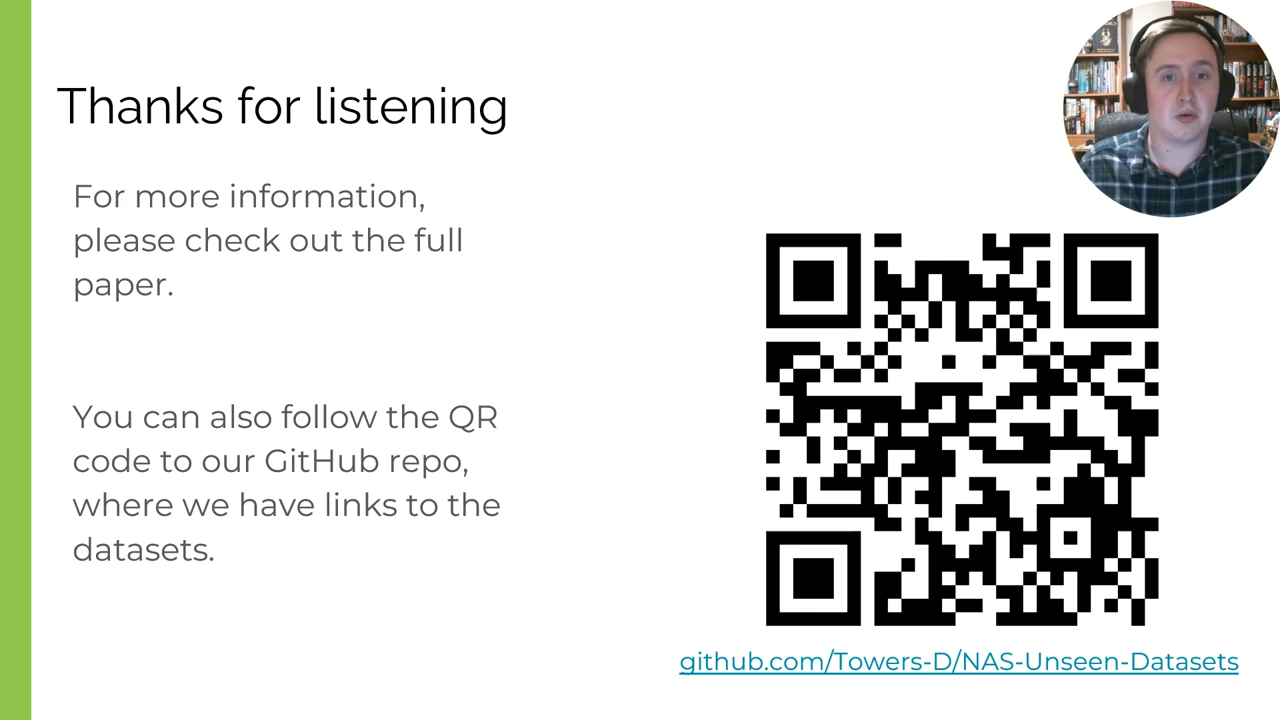 Thanks for listening
For more information,
please check out the full
paper.
You can also follow the QR
code to our GitHub repo,
where we have links to the
datasets.
github.com/Towers-D/NAS-Unseen-Datasets